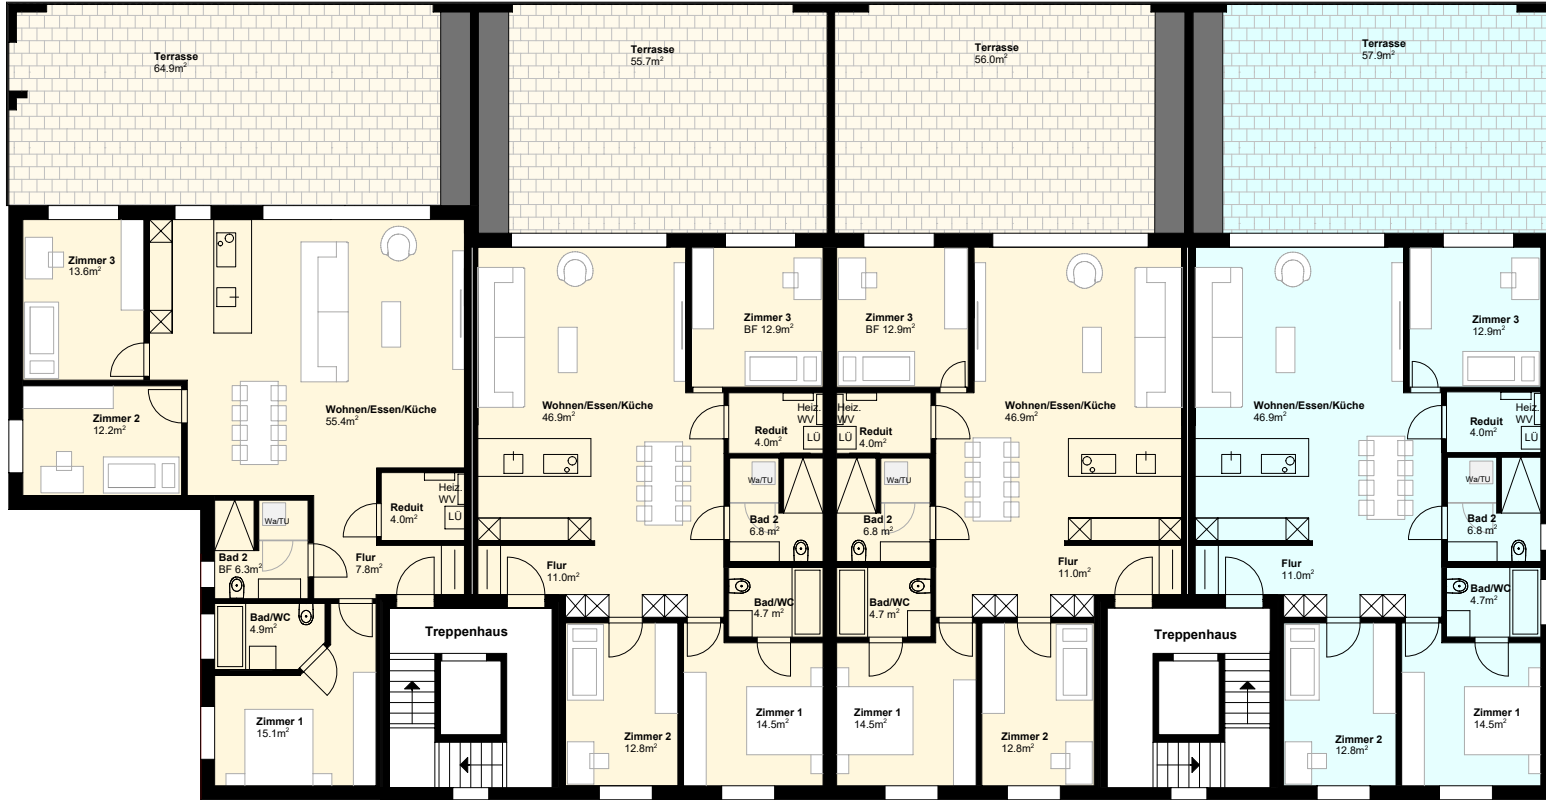 Terrasse
64.9m²
Terrasse
55.7m²
Terrasse
56.0m²
Terrasse
57.9m²
Zimmer 3
13.6m²
Zimmer 2
12.2m²
Wohnen/Essen/Küche
55.4m²
Reduit
4.0m²
Heiz.
WV
LÜ
Wa/TU
Bad 2
BF 6.3m²
Flur
7.8m²
Bad/WC
4.9m²
Zimmer 1
15.1m²
Treppenhaus
Zimmer 3
BF 12.9m²
Wohnen/Essen/Küche
46.9m²
Reduit
4.0m²
Heiz.
WV
LÜ
Wa/TU
Bad 2
6.8 m²
Flur
11.0m²
Bad/WC
4.7 m²
Zimmer 2
12.8m²
Zimmer 1
14.5m²
Zimmer 3
BF 12.9m²
Wohnen/Essen/Küche
46.9m²
Heiz.
WV
LÜ
Reduit
4.0m²
Wa/TU
Bad 2
6.8 m²
Flur
11.0m²
Bad/WC
4.7 m²
Zimmer 1
14.5m²
Zimmer 2
12.8m²
Treppenhaus
Zimmer 3
12.9m²
Wohnen/Essen/Küche
46.9m²
Reduit
4.0m²
Heiz.
WV
LÜ
Wa/TU
Bad 2
6.8 m²
Flur
11.0m²
Bad/WC
4.7m²
Zimmer 2
12.8m²
Zimmer 1
14.5m²